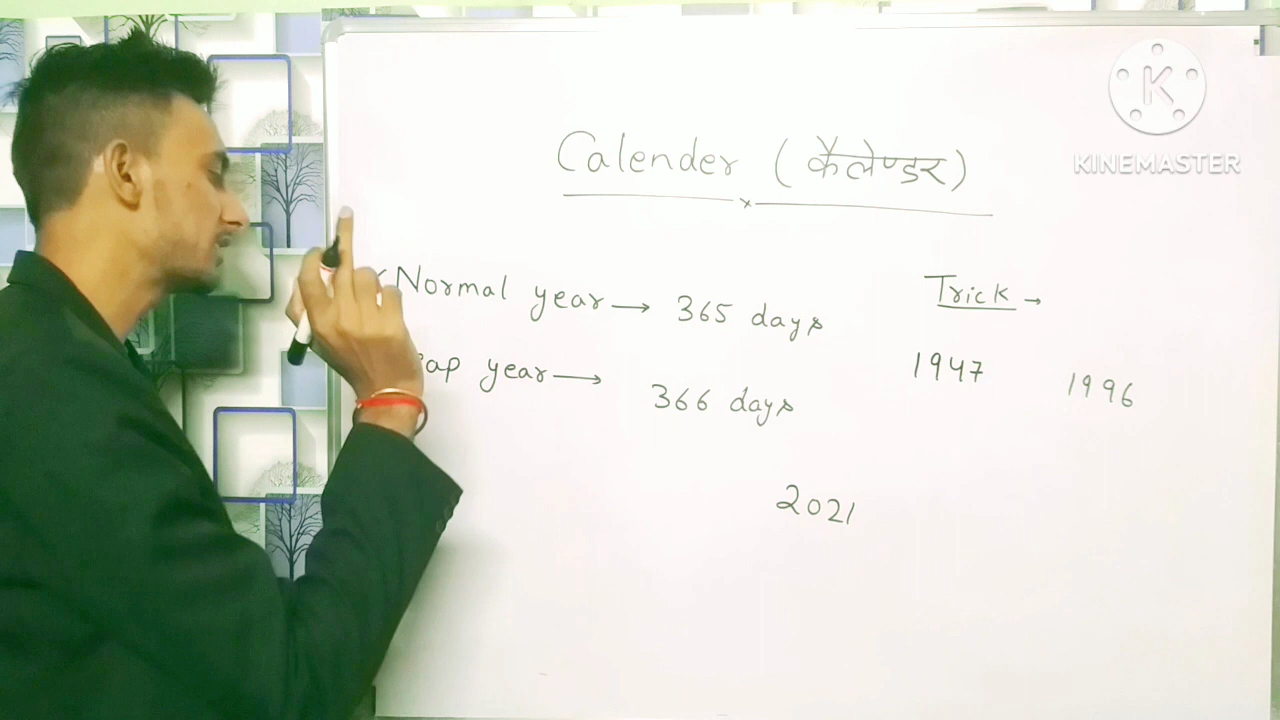 Calender (कैलेण्डर)
Normal year → 365 days
year → 366 days
Trick →
1947
1996
2021
K
KINEMASTER